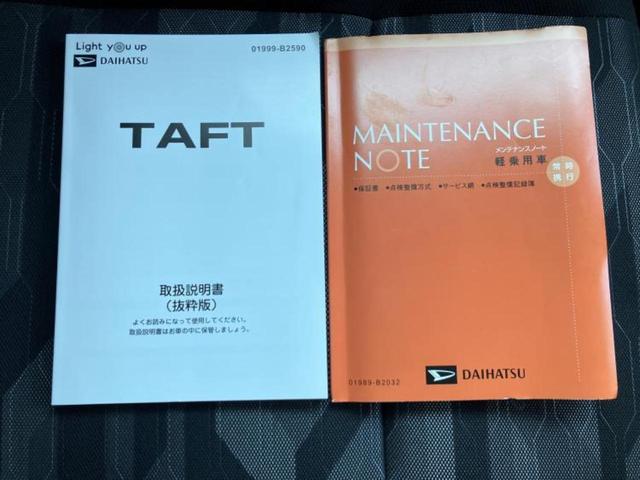 Light you up
DAIHATSU
01999-B2590
TAFT
取扱説明書
（抜粋版）
よくお読みになって使用してください。
取扱説明書はお車の中に保管しましょう。
MAINTENANCE
NOTE
メンテナンスノート
軽乗用車
常時
携行
●保証書 ●点検整備方式 ●サービス網 ●点検整備記録簿
01989-B2032
DAIHATSU